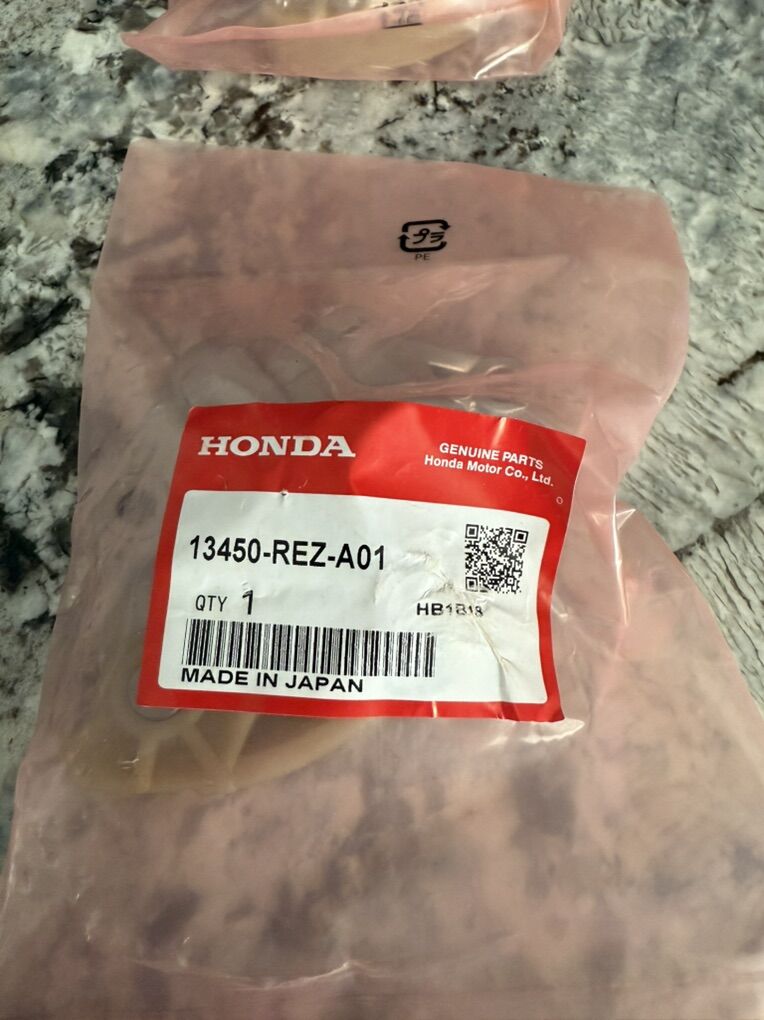 プラ
PE
HONDA
GENUINE PARTS
Honda Motor Co., Ltd.
13450-REZ-A01
QTY 1
HB1B18
MADE IN JAPAN